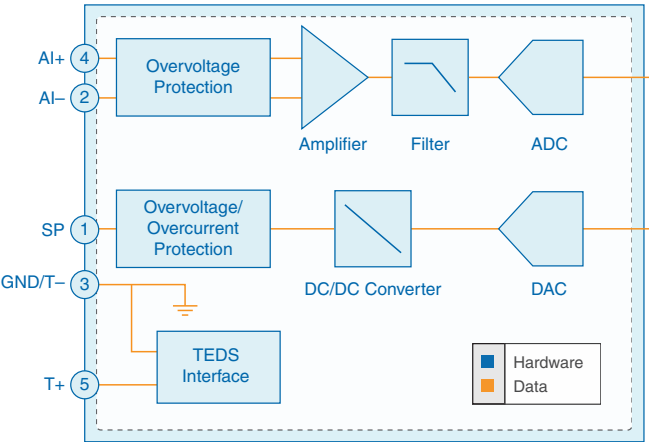 AI+ 4
Overvoltage
Protection
AI– 2
Amplifier
Filter
ADC
SP 1
Overvoltage/
Overcurrent
Protection
DC/DC Converter
DAC
GND/T– 3
TEDS
Interface
T+ 5
Hardware
Data